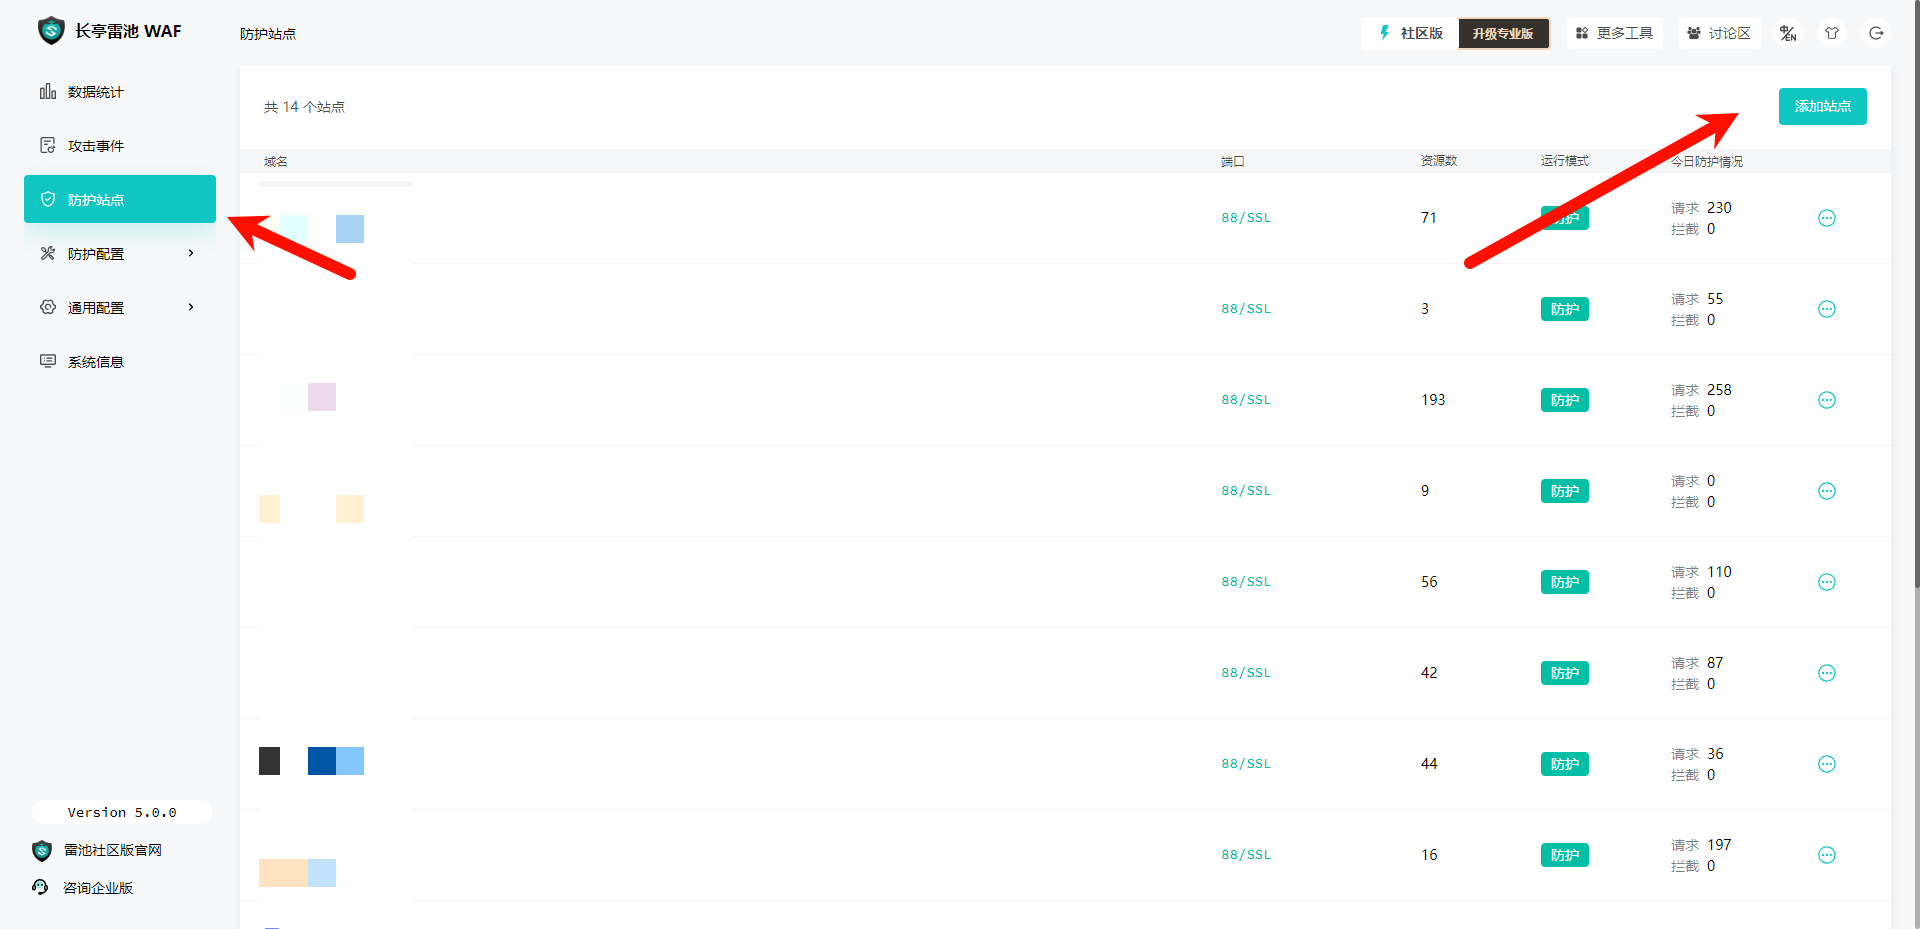 长亭雷池 WAF
防护站点
社区版
升级专业版
更多工具
讨论区
中/EN
数据统计
攻击事件
防护站点
防护配置
通用配置
系统信息
共 14 个站点
添加站点
域名 端口 资源数 运行模式 今日防护情况
88/SSL 71 防护 请求 230
拦截 0
88/SSL 3 防护 请求 55
拦截 0
88/SSL 193 防护 请求 258
拦截 0
88/SSL 9 防护 请求 0
拦截 0
88/SSL 56 防护 请求 110
拦截 0
88/SSL 42 防护 请求 87
拦截 0
88/SSL 44 防护 请求 36
拦截 0
88/SSL 16 防护 请求 197
拦截 0
Version 5.0.0
雷池社区版官网
咨询企业版